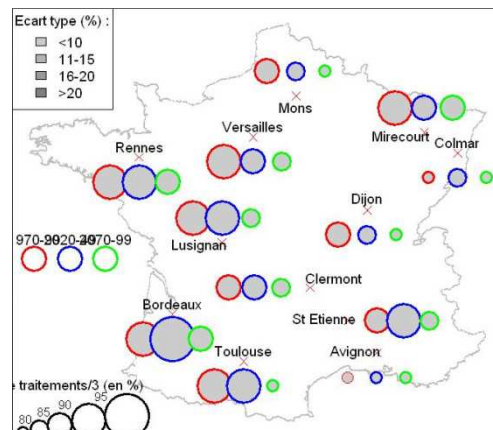 Ecart type (%) :
<10
11-15
16-20
>20
Mons
Versailles
Mirecourt
Colmar
Rennes
Dijon
Lusignan
Clermont
Bordeaux
St Etienne
Toulouse
Avignon
traitements/3 (en %)
80
85
90
95